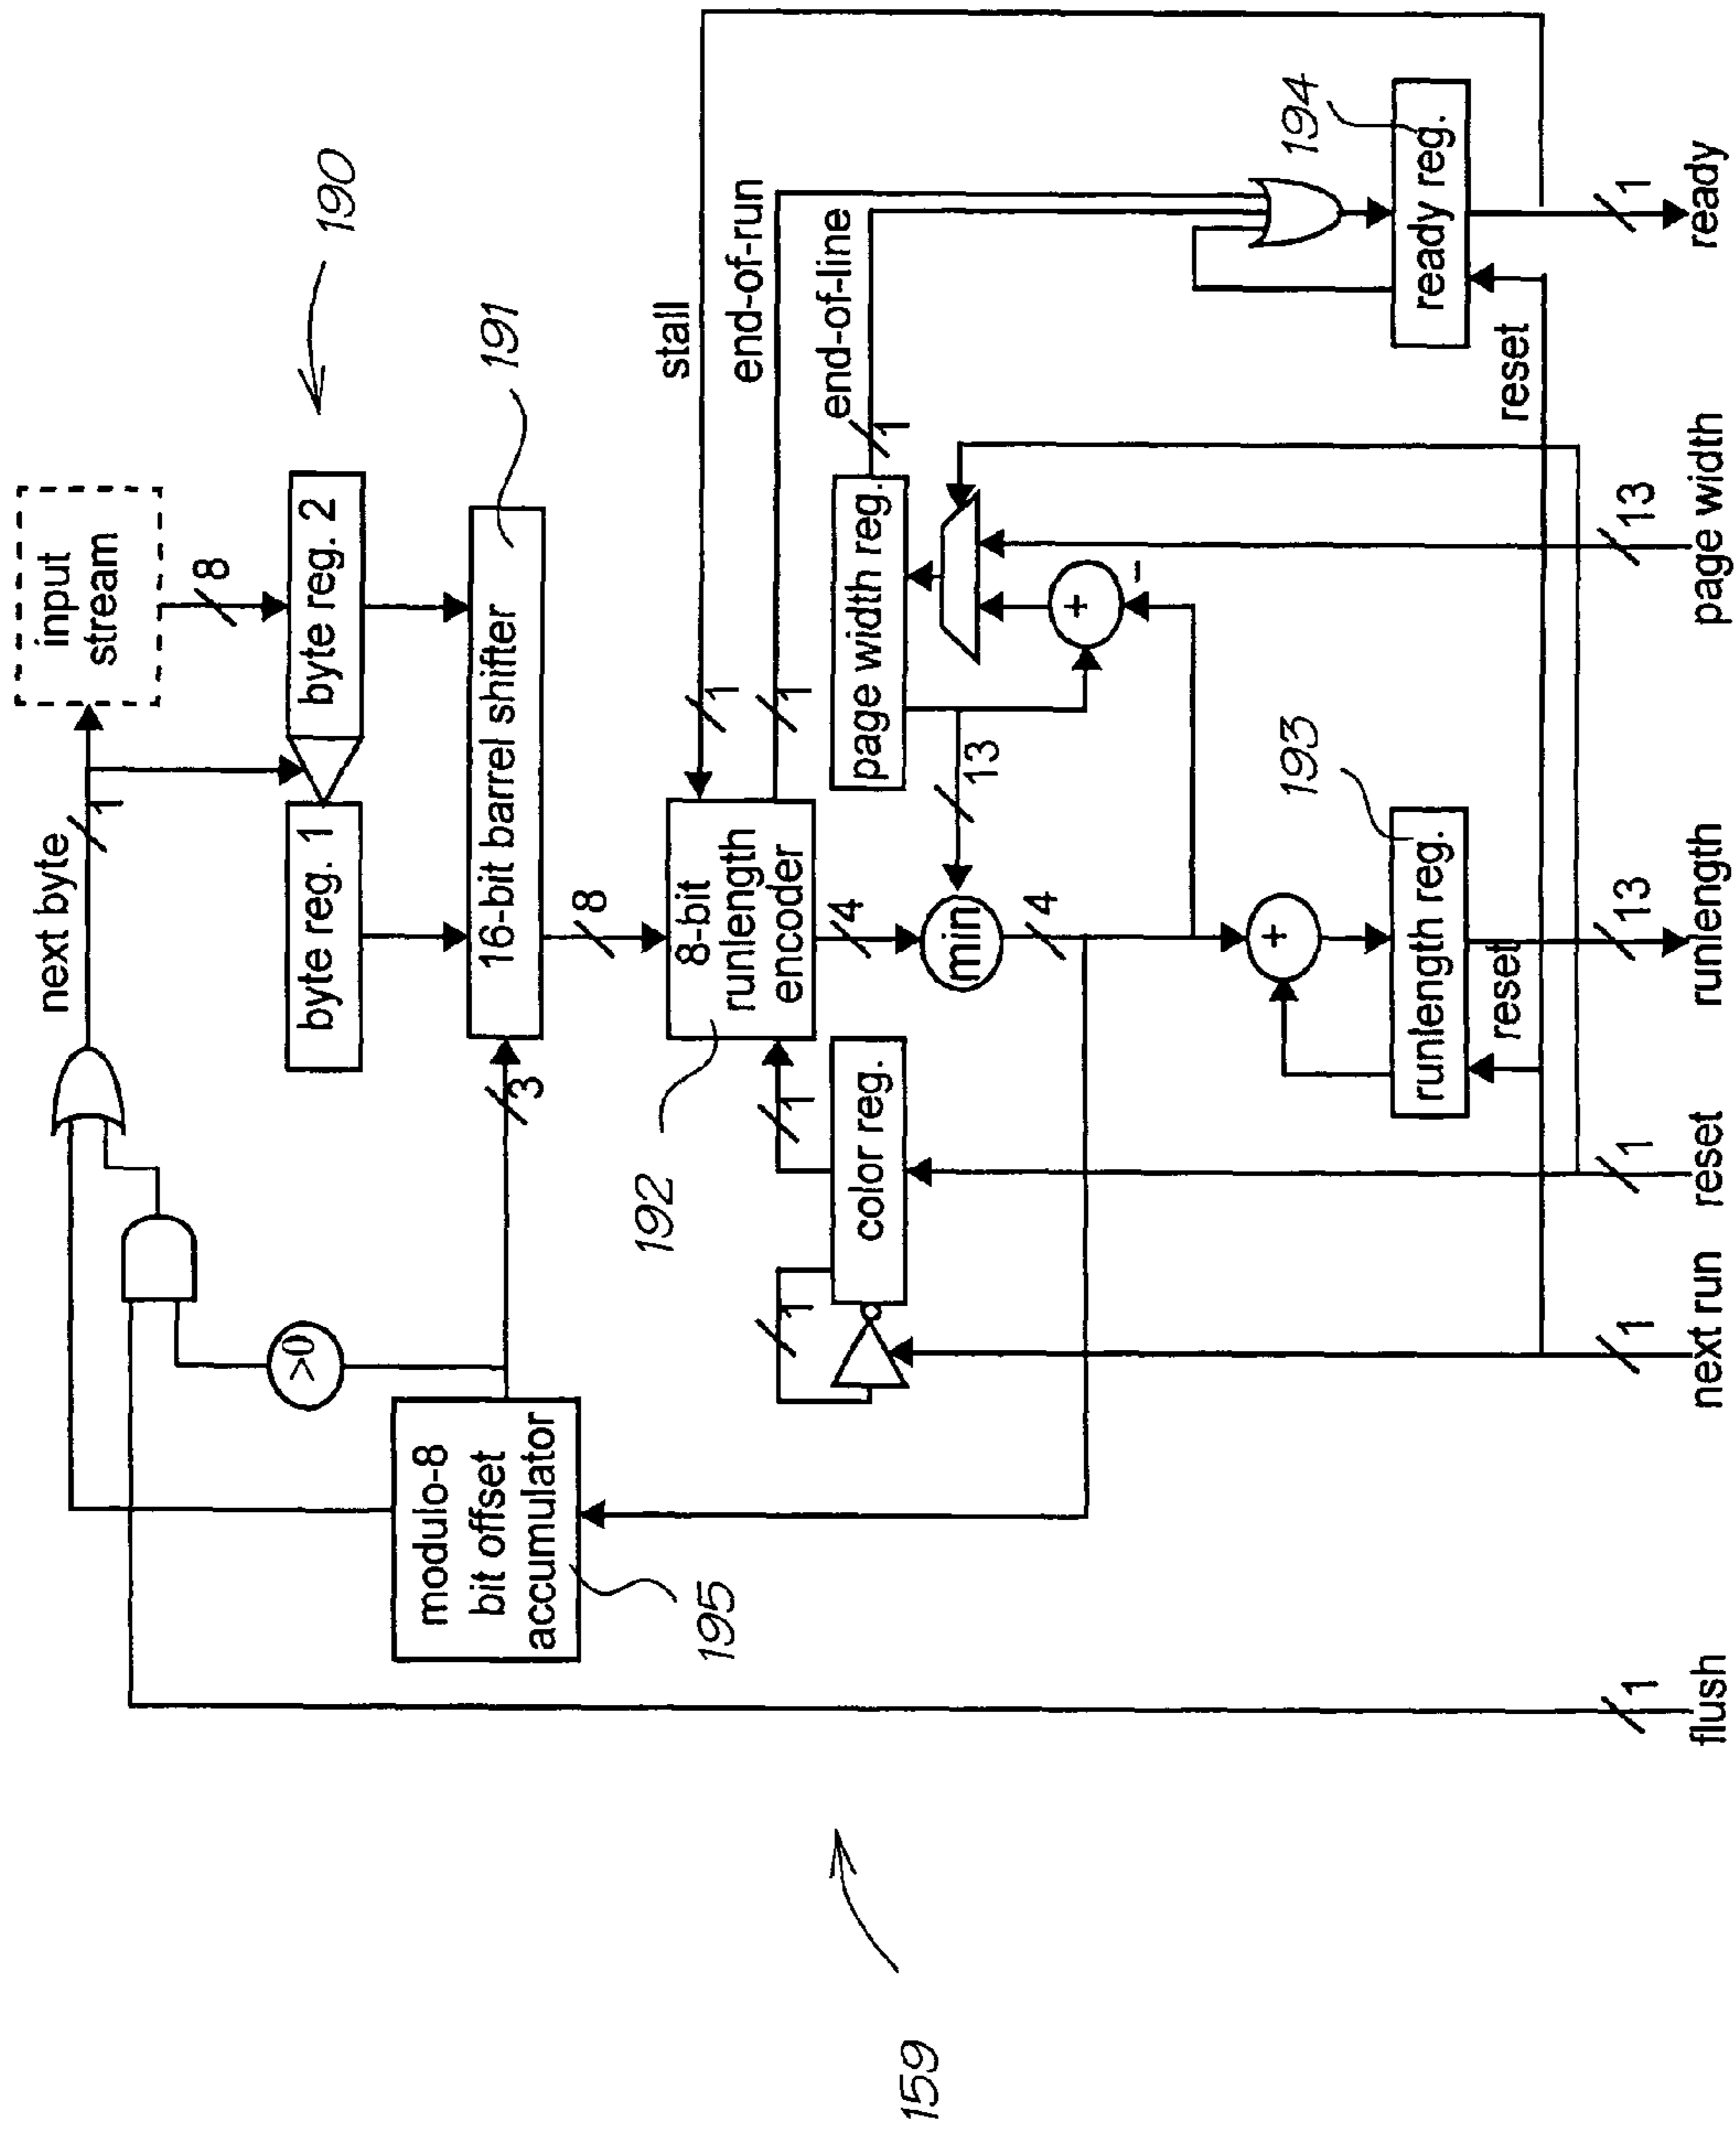 input
stream
next byte
1
8
190
byte reg. 1
byte reg. 2
191
16-bit barrel shifter
3
8
>0
modulo-8
bit offset
accumulator
195
stall
1
end-of-run
1
end-of-line
1
192
8-bit
runlength
encoder
4
1
color reg.
1
page width reg.
13
min
4
+
-
+
193
runlength reg.
reset
194
ready reg.
reset
159
1
flush
1
next run
1
reset
13
runlength
13
page width
1
ready